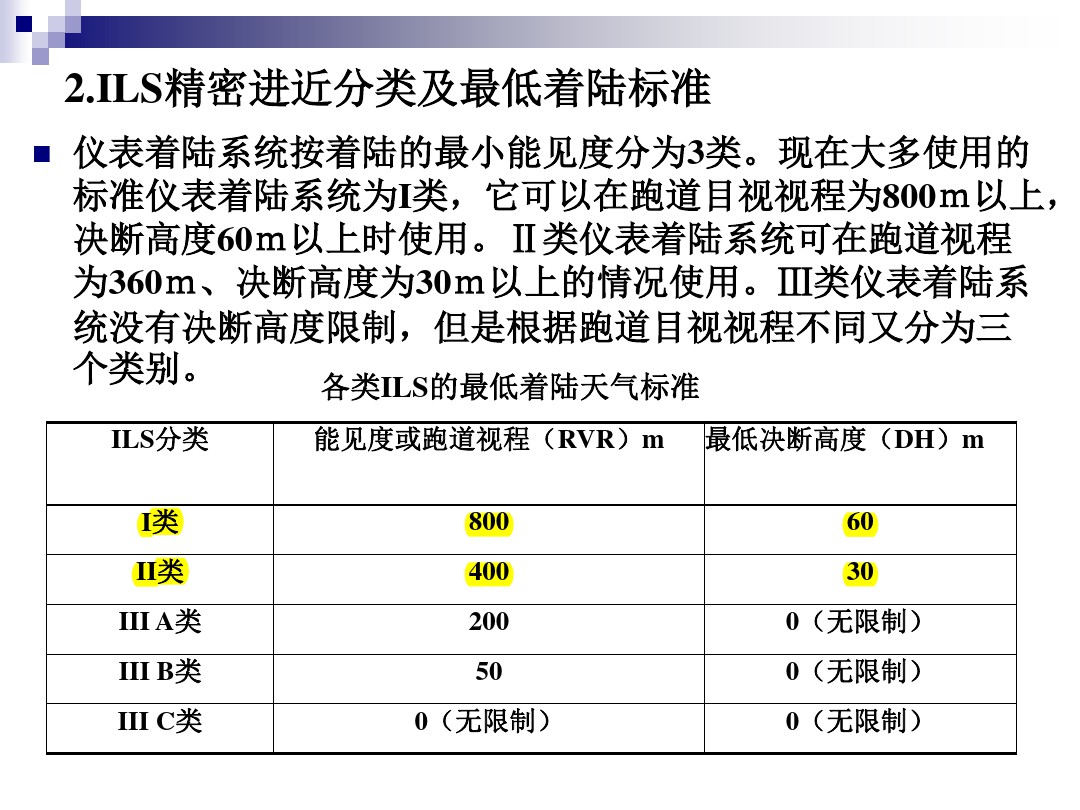 2.ILS精密进近分类及最低着陆标准
仪表着陆系统按着陆的最小能见度分为3类。现在大多使用的
标准仪表着陆系统为I类，它可以在跑道目视视程为800ｍ以上，
决断高度60ｍ以上时使用。Ⅱ类仪表着陆系统可在跑道视程
为360ｍ、决断高度为30ｍ以上的情况使用。Ⅲ类仪表着陆系
统没有决断高度限制，但是根据跑道目视视程不同又分为三
个类别。
各类ILS的最低着陆天气标准
ILS分类 能见度或跑道视程（RVR）m 最低决断高度（DH）m
I类 800 60
II类 400 30
III A类 200 0（无限制）
III B类 50 0（无限制）
III C类 0（无限制） 0（无限制）